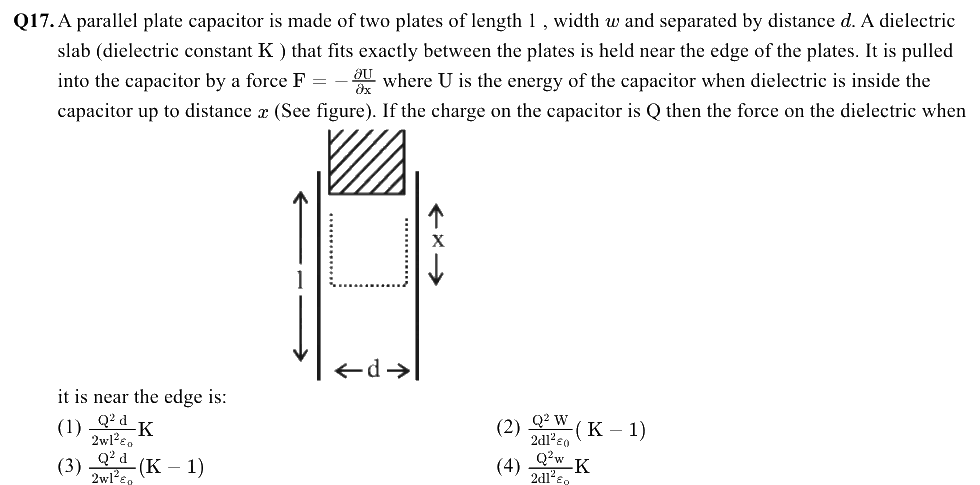 Q17. A parallel plate capacitor is made of two plates of length l , width w and separated by distance d. A dielectric
slab (dielectric constant K ) that fits exactly between the plates is held near the edge of the plates. It is pulled
into the capacitor by a force F = −∂U/∂x where U is the energy of the capacitor when dielectric is inside the
capacitor up to distance x (See figure). If the charge on the capacitor is Q then the force on the dielectric when
x
l
d
it is near the edge is:
(1) Q² d/2wl²ε₀ K
(2) Q² W/2dl²ε₀ ( K − 1)
(3) Q² d/2wl²ε₀ (K − 1)
(4) Q²w/2dl²ε₀ K